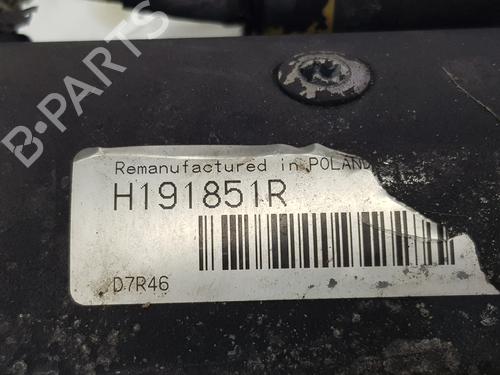 B-PARTS
Remanufactured in POLAND
H191851R
D7R46